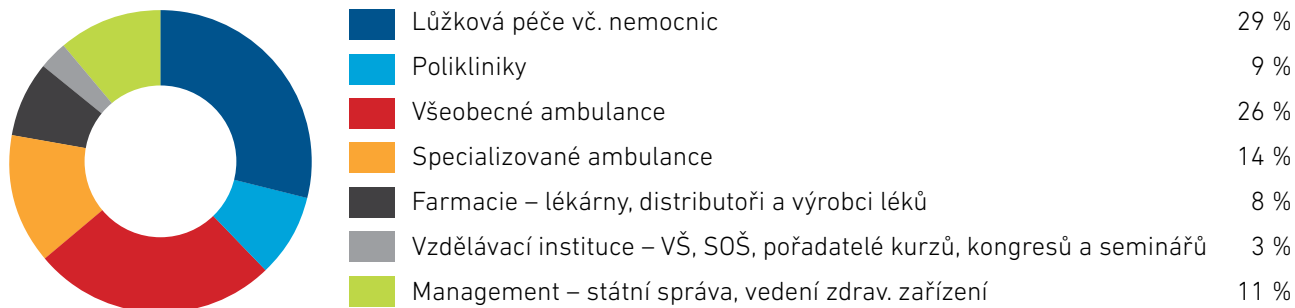 Lůžková péče vč. nemocnic 29 %
Polikliniky 9 %
Všeobecné ambulance 26 %
Specializované ambulance 14 %
Farmacie – lékárny, distributoři a výrobci léků 8 %
Vzdělávací instituce – VŠ, SOŠ, pořadatelé kurzů, kongresů a seminářů 3 %
Management – státní správa, vedení zdrav. zařízení 11 %